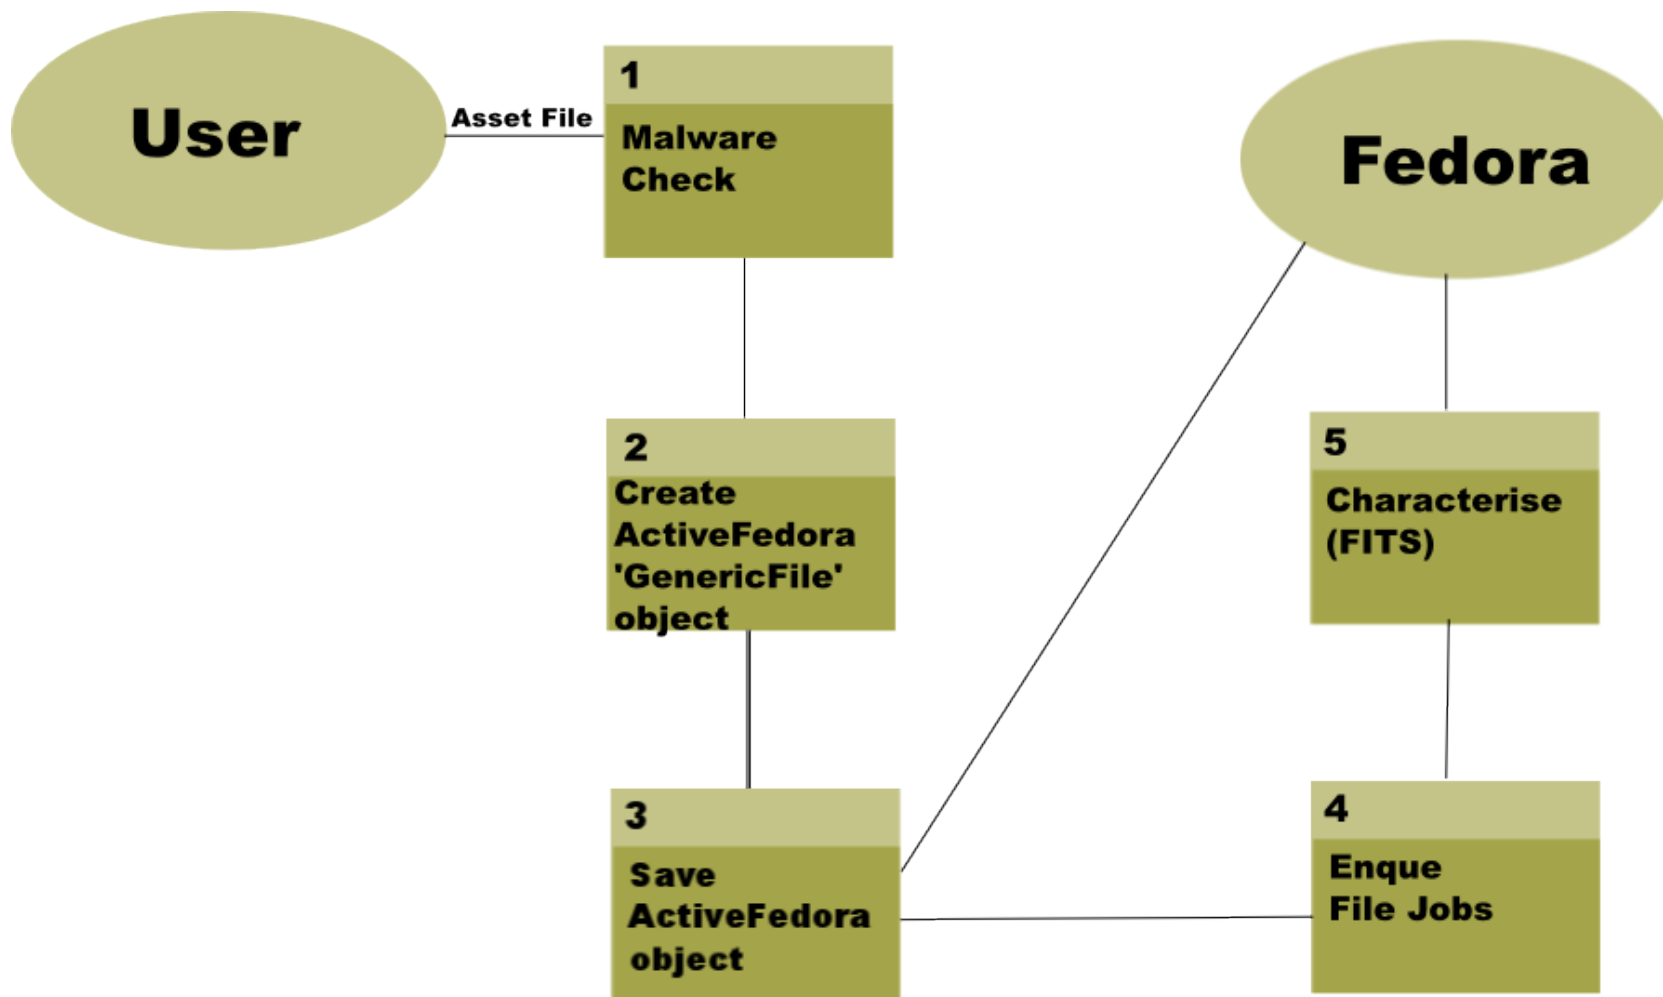 User
Asset File
1
Malware
Check
2
Create
ActiveFedora
'GenericFile'
object
3
Save
ActiveFedora
object
4
Enque
File Jobs
5
Characterise
(FITS)
Fedora